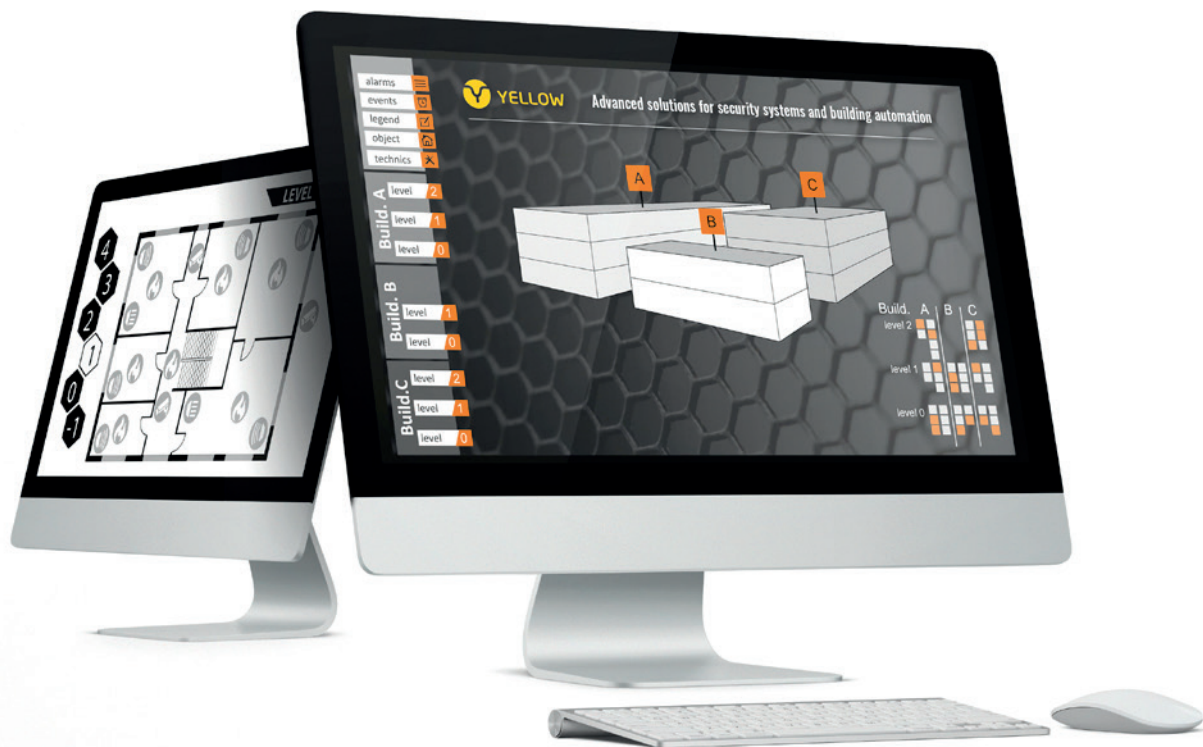 LEVEL
4
3
2
1
0
-1
alarms
events
legend
object
technics
YELLOW
Advanced solutions for security systems and building automation
Build. A
level 2
level 1
level 0
Build. B
level 1
level 0
Build.C
level 2
level 1
level 0
A
B
C
Build. A B C
level 2
level 1
level 0